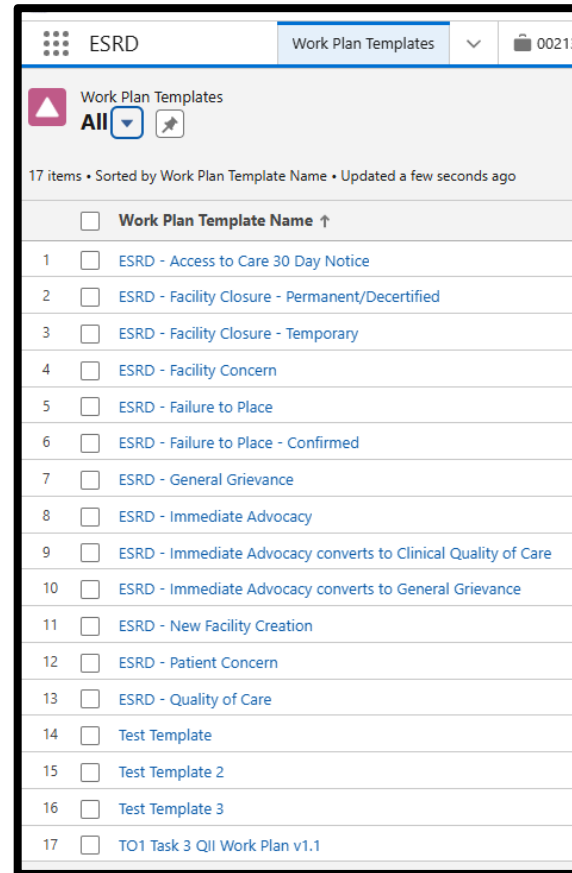 ESRD
Work Plan Templates
Work Plan Templates
All
17 items • Sorted by Work Plan Template Name • Updated a few seconds ago
Work Plan Template Name ↑
1 ESRD - Access to Care 30 Day Notice
2 ESRD - Facility Closure - Permanent/Decertified
3 ESRD - Facility Closure - Temporary
4 ESRD - Facility Concern
5 ESRD - Failure to Place
6 ESRD - Failure to Place - Confirmed
7 ESRD - General Grievance
8 ESRD - Immediate Advocacy
9 ESRD - Immediate Advocacy converts to Clinical Quality of Care
10 ESRD - Immediate Advocacy converts to General Grievance
11 ESRD - New Facility Creation
12 ESRD - Patient Concern
13 ESRD - Quality of Care
14 Test Template
15 Test Template 2
16 Test Template 3
17 TO1 Task 3 QII Work Plan v1.1